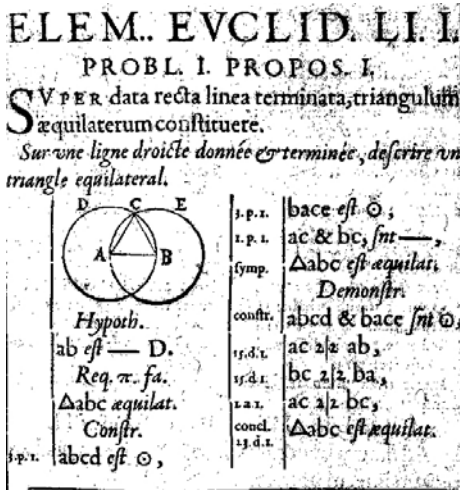 ELEM.. EVCLID. LI. I.
PROBL. I. PROPOS. I.
SVPER data recta linea terminata, triangulum
æquilaterum conſtituere.
Sur vne ligne droicte donnée & terminée, deſcrire vn
triangle equilateral.
D C E
A B
Hypoth.
ab eſt — D.
Req. π. fa.
Δabc æquilat.
Conſtr.
3.p.1. abcd eſt ⊙,
3.p.1. bace eſt ⊙,
1.p.1. ac & bc, ſnt —,
ſymp. Δabc eſt æquilat.
Demonſtr.
conſtr. abcd & bace ſnt ⊙,
15.d.1. ac 2|2 ab,
15.d.1. bc 2|2 ba,
1.a.1. ac 2|2 bc,
concl. Δabc eſt æquilat.
23.d.1.